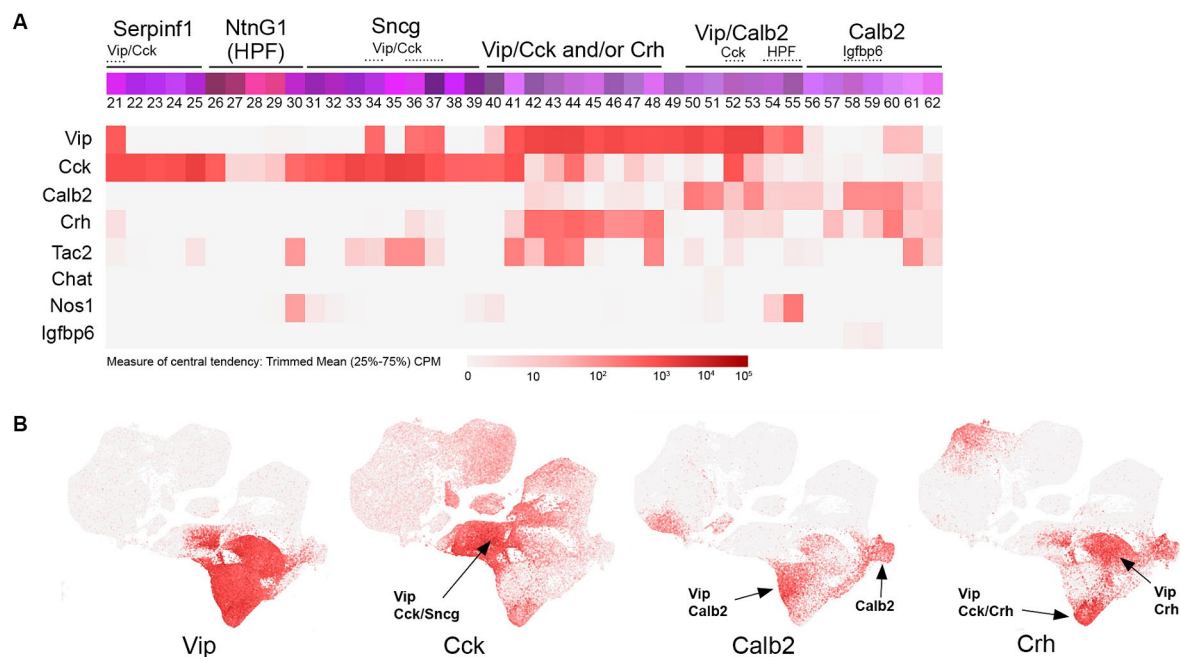 A
Serpinf1 NtnG1 (HPF) Sncg Vip/Cck and/or Crh Vip/Calb2 Calb2
Vip/Cck Vip/Cck Cck HPF Igfbp6
21 22 23 24 25 26 27 28 29 30 31 32 33 34 35 36 37 38 39 40 41 42 43 44 45 46 47 48 49 50 51 52 53 54 55 56 57 58 59 60 61 62
Vip
Cck
Calb2
Crh
Tac2
Chat
Nos1
Igfbp6
Measure of central tendency: Trimmed Mean (25%-75%) CPM
0 10 10² 10³ 10⁴ 10⁵
B
Vip
Cck/Sncg
Vip
Calb2
Calb2
Vip
Cck/Crh
Vip
Crh
Vip Cck Calb2 Crh